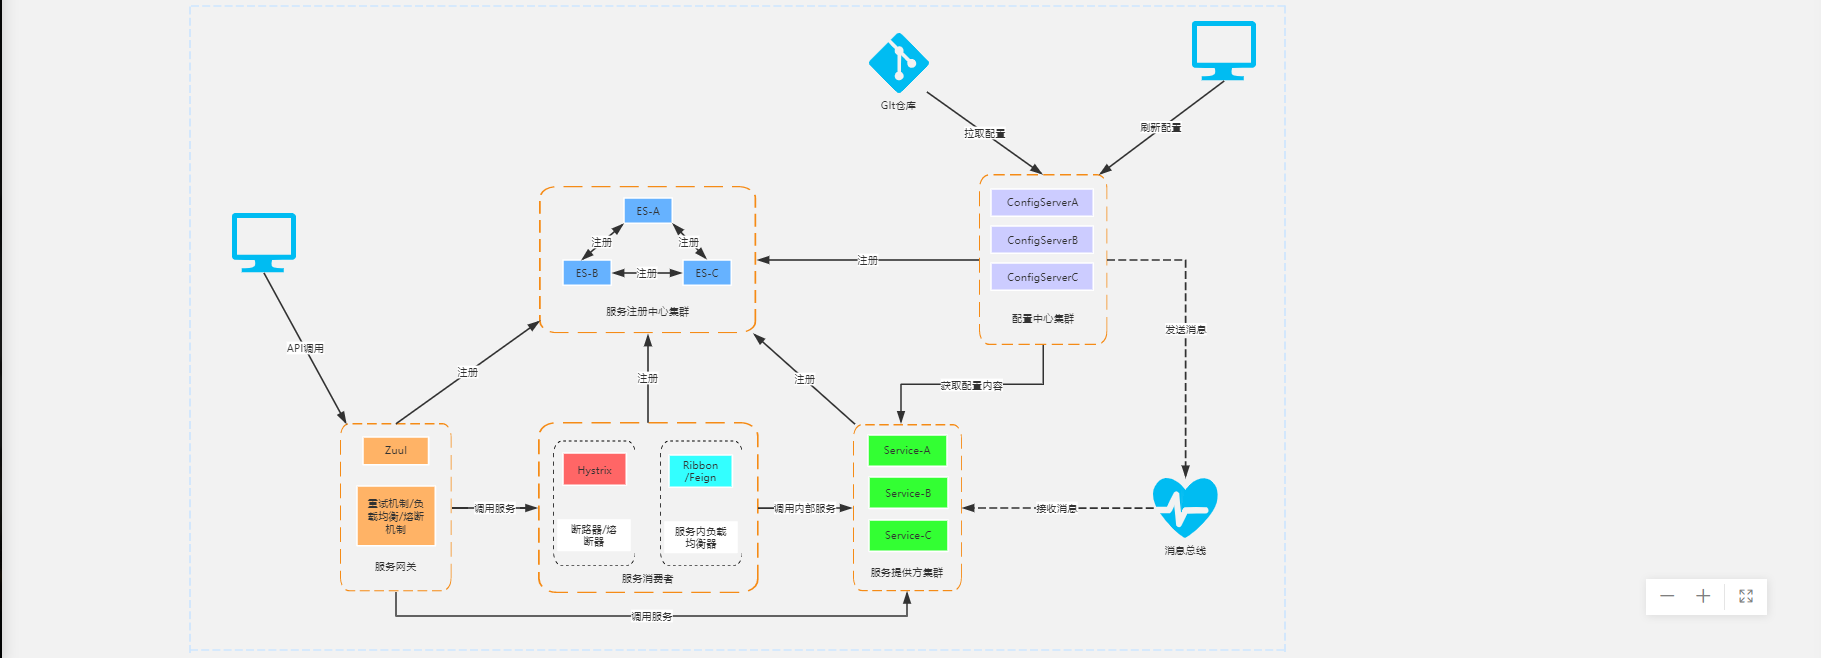 GIt仓库
拉取配置
刷新配置
ES-A
注册
注册
ES-B
注册
ES-C
服务注册中心集群
注册
ConfigServerA
ConfigServerB
ConfigServerC
配置中心集群
发送消息
API调用
注册
注册
注册
获取配置内容
Zuul
重试机制/负
载均衡/熔断
机制
服务网关
调用服务
Hystrix
断路器/熔
断器
Ribbon
/Feign
服务内负载
均衡器
服务消费者
调用内部服务
Service-A
Service-B
Service-C
服务提供方集群
接收消息
消息总线
调用服务